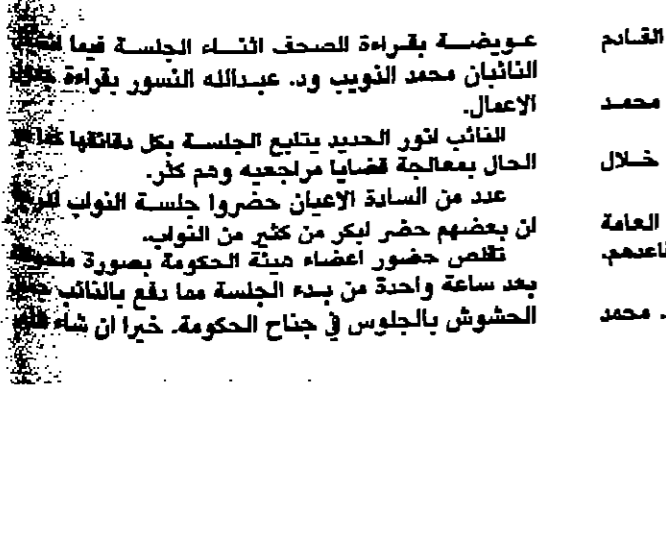 القادم
محمد
خلال
العامة
قاعدهم.
. محمد
عويضة بقراءة الصحف اثناء الجلسة فيما
النائبان محمد الذويب ود. عبدالله النسور بقراءة
الاعمال.
النائب انور الحديد يتابع الجلسة بكل دقائقها
الحال بمعالجة قضايا مراجعيه وهم كثر.
عدد من السادة الاعيان حضروا جلسة النواب
ان بعضهم حضر ابكر من كثير من النواب.
تقلص حضور اعضاء هيئة الحكومة بصورة
بعد ساعة واحدة من بدء الجلسة مما دفع بالنائب
الحشوش بالجلوس في جناح الحكومة. خيرا ان شاء